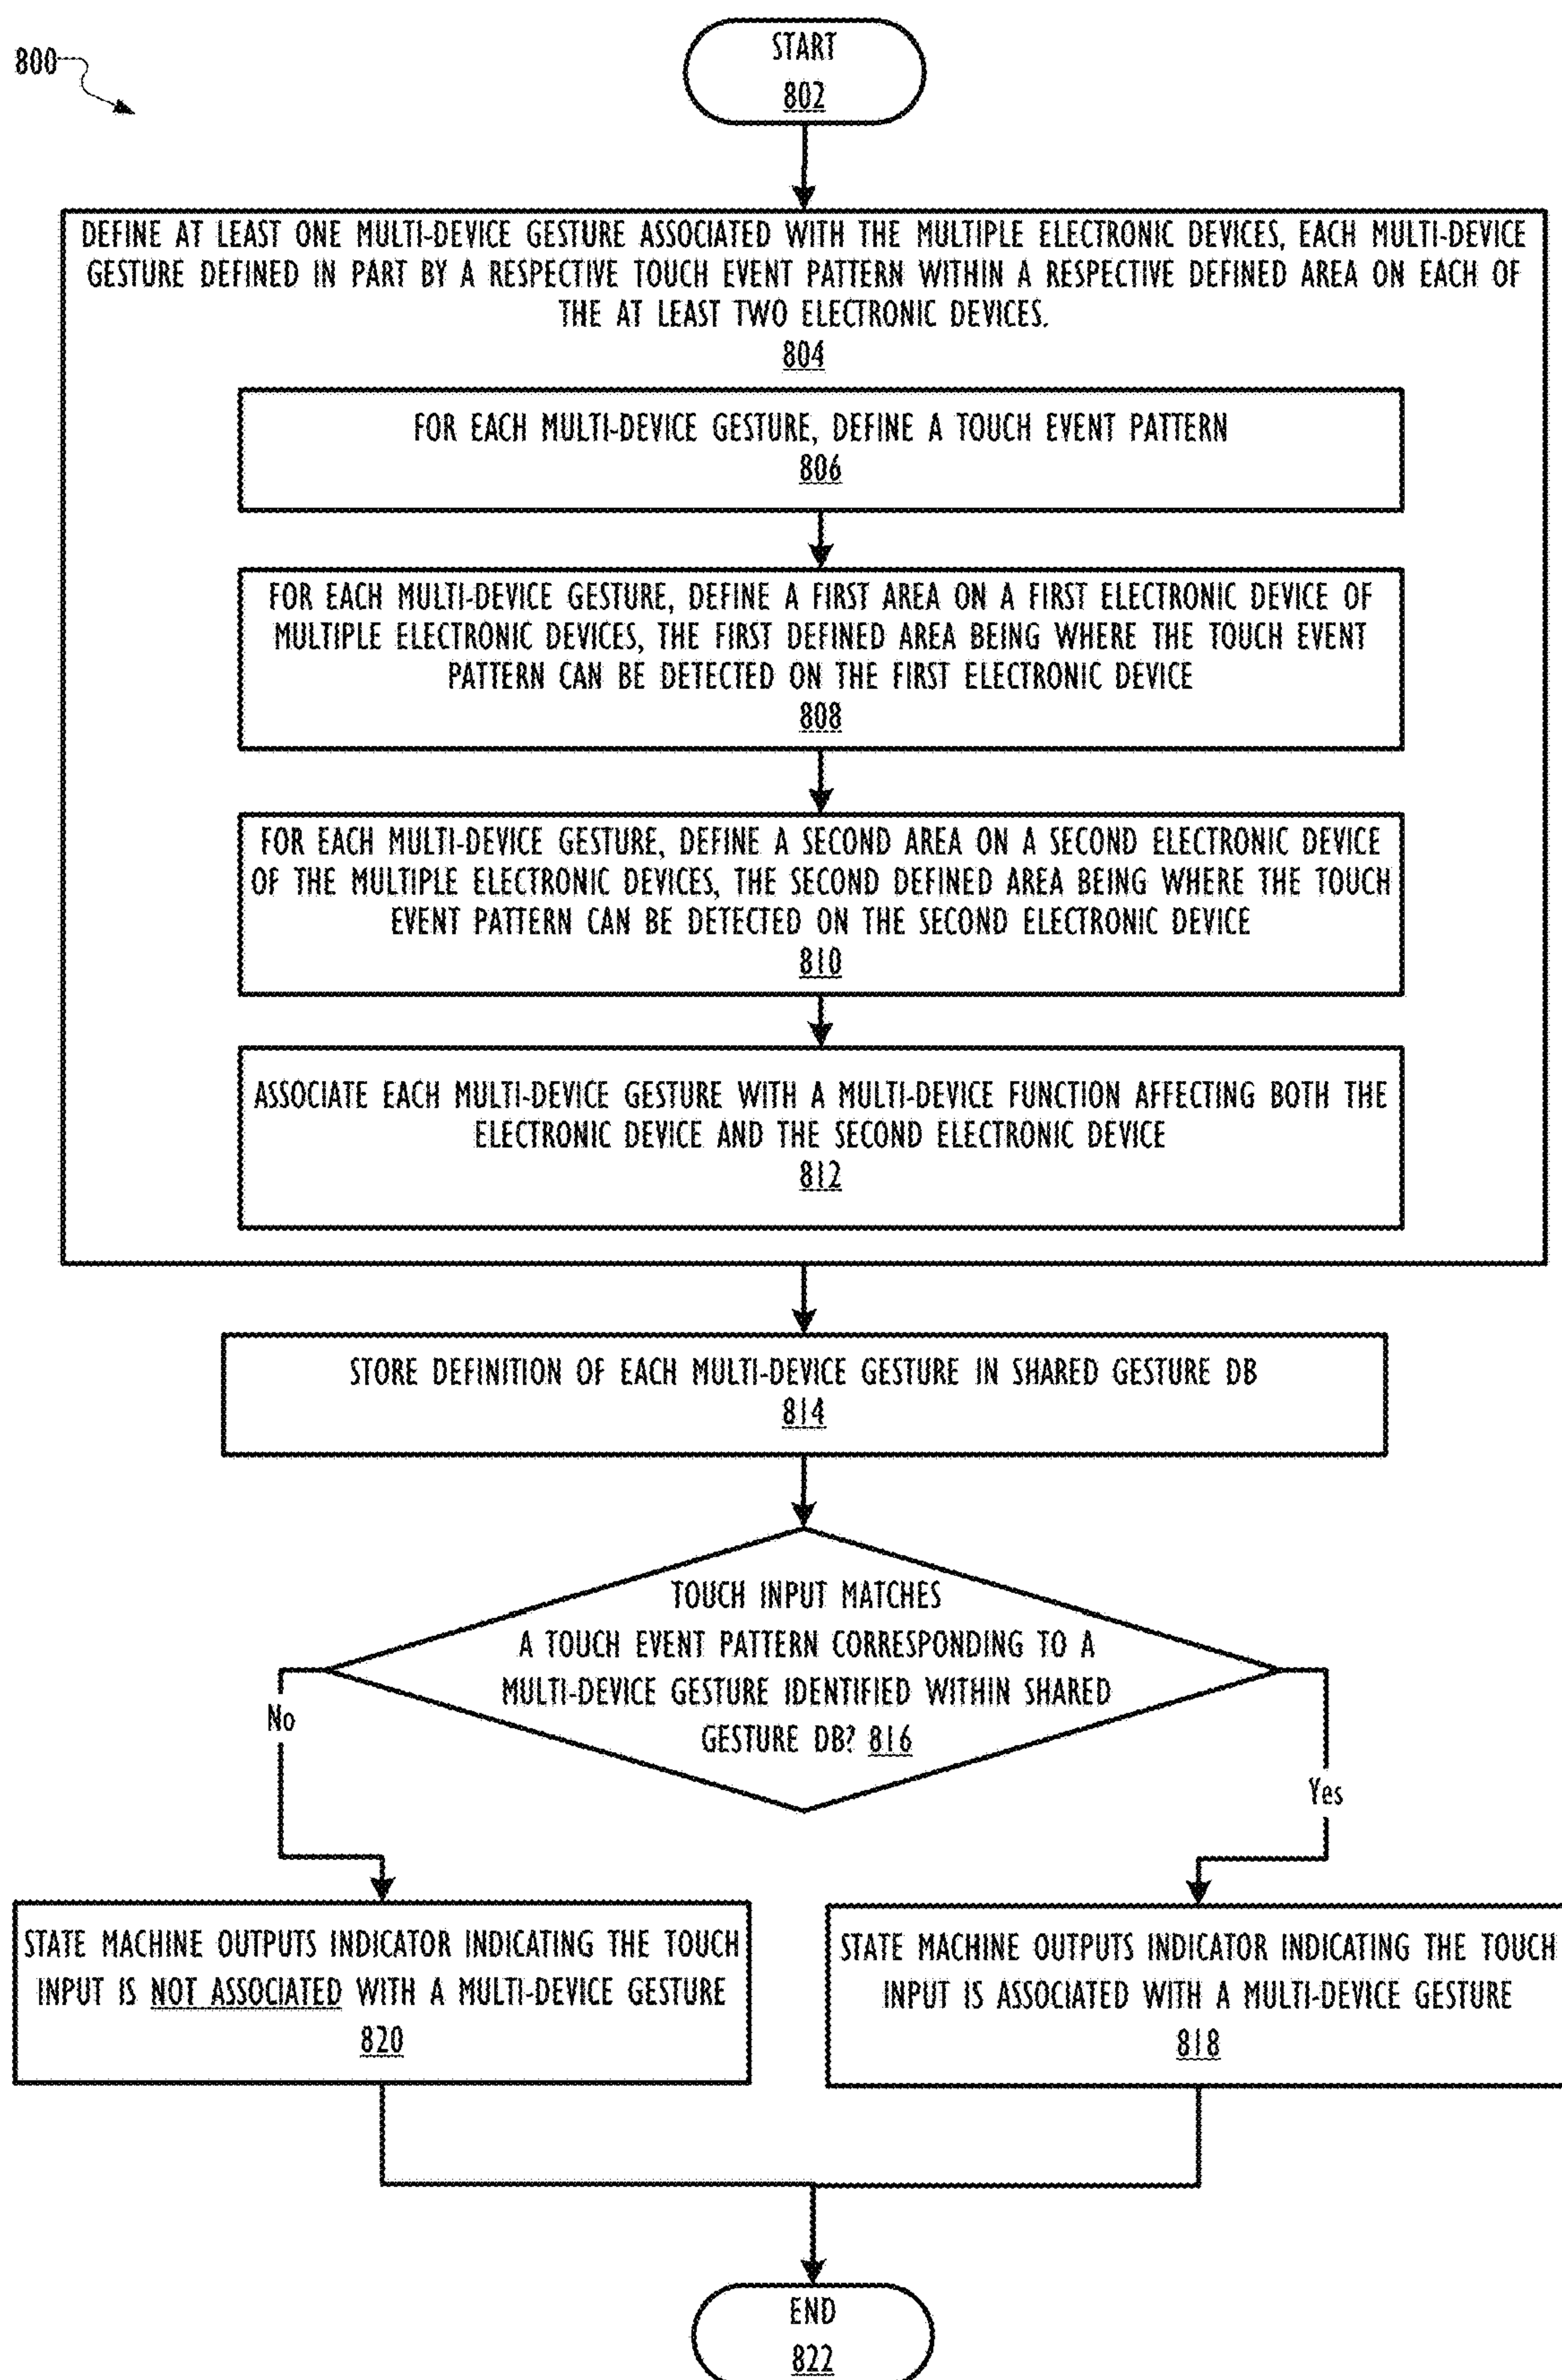 800
START
802
DEFINE AT LEAST ONE MULTI-DEVICE GESTURE ASSOCIATED WITH THE MULTIPLE ELECTRONIC DEVICES, EACH MULTI-DEVICE
GESTURE DEFINED IN PART BY A RESPECTIVE TOUCH EVENT PATTERN WITHIN A RESPECTIVE DEFINED AREA ON EACH OF
THE AT LEAST TWO ELECTRONIC DEVICES.
804
FOR EACH MULTI-DEVICE GESTURE, DEFINE A TOUCH EVENT PATTERN
806
FOR EACH MULTI-DEVICE GESTURE, DEFINE A FIRST AREA ON A FIRST ELECTRONIC DEVICE OF
MULTIPLE ELECTRONIC DEVICES, THE FIRST DEFINED AREA BEING WHERE THE TOUCH EVENT
PATTERN CAN BE DETECTED ON THE FIRST ELECTRONIC DEVICE
808
FOR EACH MULTI-DEVICE GESTURE, DEFINE A SECOND AREA ON A SECOND ELECTRONIC DEVICE
OF THE MULTIPLE ELECTRONIC DEVICES, THE SECOND DEFINED AREA BEING WHERE THE TOUCH
EVENT PATTERN CAN BE DETECTED ON THE SECOND ELECTRONIC DEVICE
810
ASSOCIATE EACH MULTI-DEVICE GESTURE WITH A MULTI-DEVICE FUNCTION AFFECTING BOTH THE
ELECTRONIC DEVICE AND THE SECOND ELECTRONIC DEVICE
812
STORE DEFINITION OF EACH MULTI-DEVICE GESTURE IN SHARED GESTURE DB
814
TOUCH INPUT MATCHES
A TOUCH EVENT PATTERN CORRESPONDING TO A
MULTI-DEVICE GESTURE IDENTIFIED WITHIN SHARED
GESTURE DB? 816
No
Yes
STATE MACHINE OUTPUTS INDICATOR INDICATING THE TOUCH
INPUT IS NOT ASSOCIATED WITH A MULTI-DEVICE GESTURE
820
STATE MACHINE OUTPUTS INDICATOR INDICATING THE TOUCH
INPUT IS ASSOCIATED WITH A MULTI-DEVICE GESTURE
818
END
822